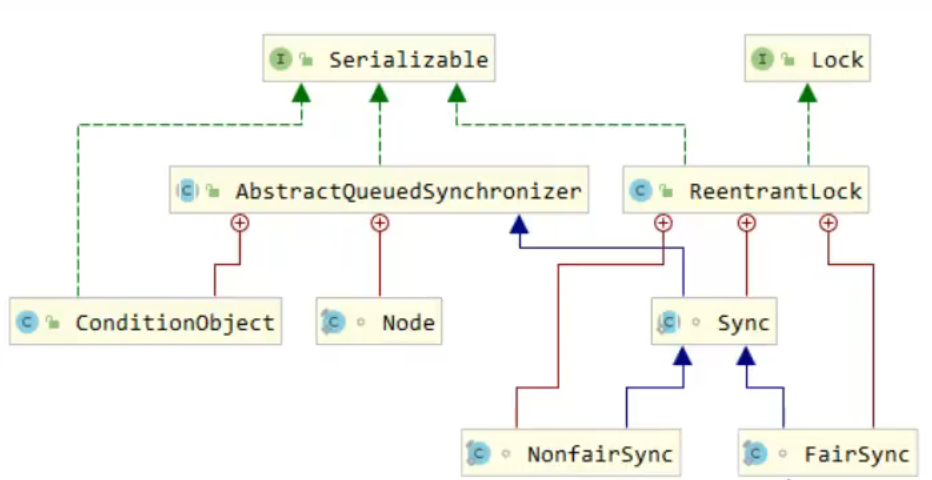 Serializable
Lock
AbstractQueuedSynchronizer
ReentrantLock
ConditionObject
Node
Sync
NonfairSync
FairSync